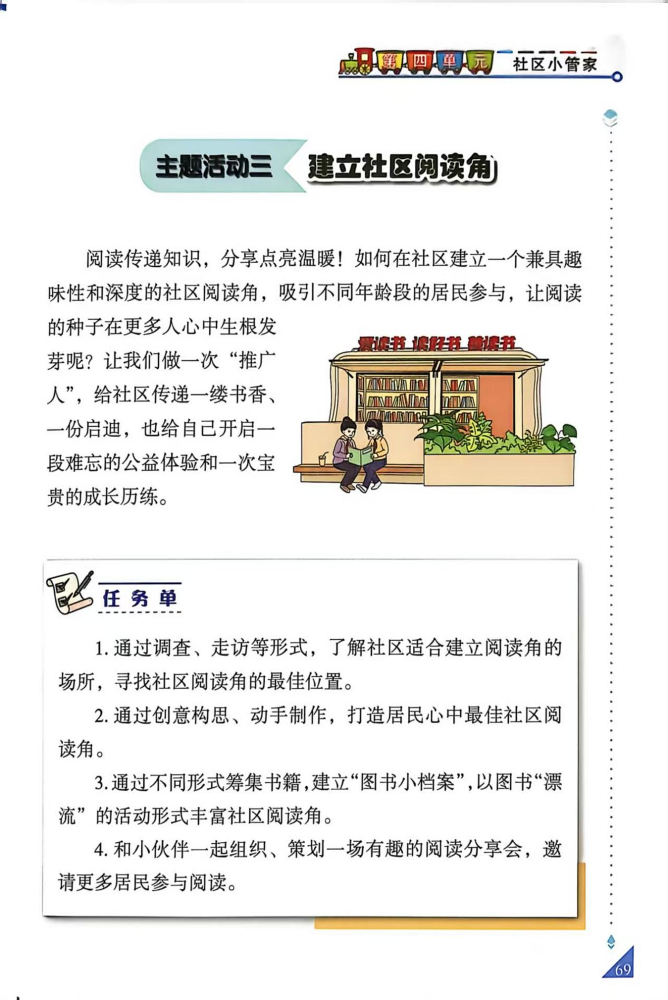 第四单元 社区小管家
主题活动三 建立社区阅读角
阅读传递知识，分享点亮温暖！如何在社区建立一个兼具趣
味性和深度的社区阅读角，吸引不同年龄段的居民参与，让阅读
的种子在更多人心中生根发
芽呢？让我们做一次“推广
人”，给社区传递一缕书香、
一份启迪，也给自己开启一
段难忘的公益体验和一次宝
贵的成长历练。
爱读书 读好书 善读书
任务单
1. 通过调查、走访等形式，了解社区适合建立阅读角的
场所，寻找社区阅读角的最佳位置。
2. 通过创意构思、动手制作，打造居民心中最佳社区阅
读角。
3.通过不同形式筹集书籍，建立“图书小档案”，以图书“漂
流”的活动形式丰富社区阅读角。
4. 和小伙伴一起组织、策划一场有趣的阅读分享会，邀
请更多居民参与阅读。
69